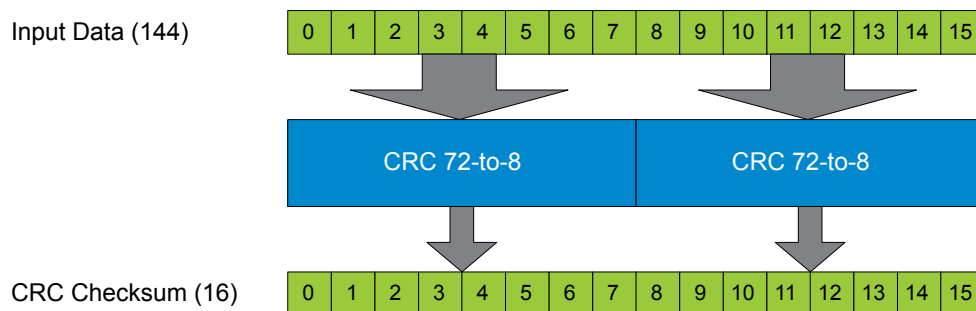 Input Data (144) 0 1 2 3 4 5 6 7 8 9 10 11 12 13 14 15
CRC 72-to-8 CRC 72-to-8
CRC Checksum (16) 0 1 2 3 4 5 6 7 8 9 10 11 12 13 14 15